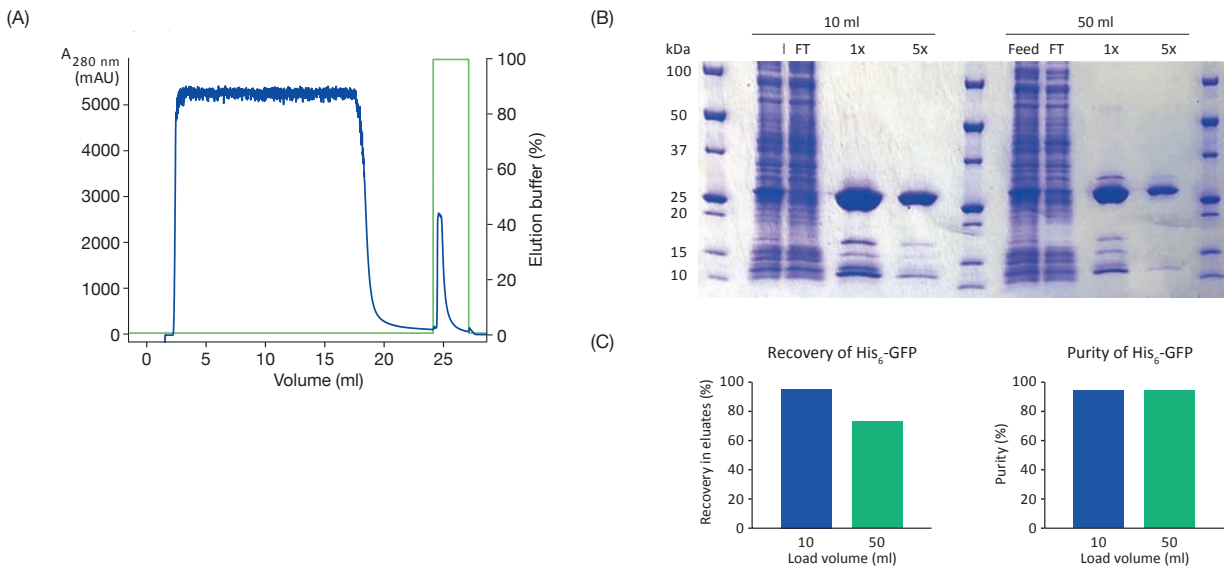 (A)
A280 nm
(mAU)
5000
4000
3000
2000
1000
0
100
80
60
40
20
0
Elution buffer (%)
0 5 10 15 20 25
Volume (ml)
(B)
10 ml 50 ml
kDa l FT 1x 5x Feed FT 1x 5x
100
50
37
25
20
15
10
(C)
Recovery of His6-GFP
Recovery in eluates (%)
100
80
60
40
20
0
10 50
Load volume (ml)
Purity of His6-GFP
Purity (%)
100
80
60
40
20
0
10 50
Load volume (ml)